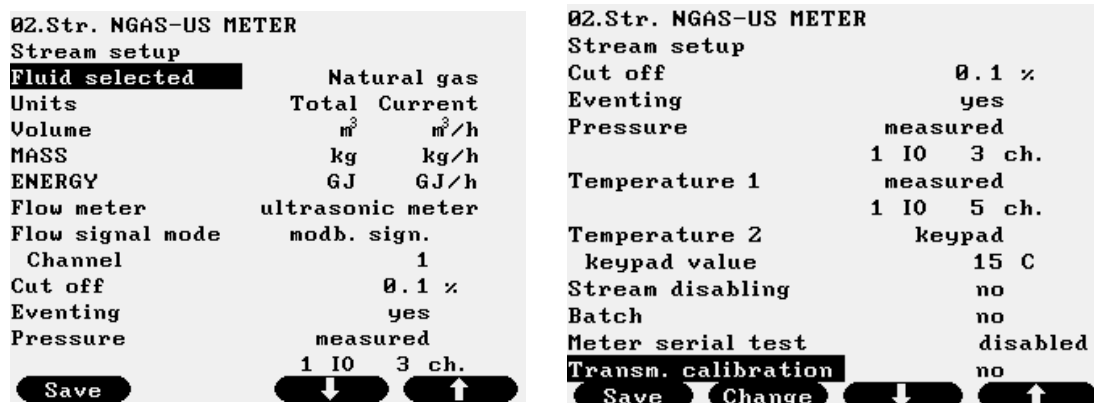 02.Str. NGAS-US METER
Stream setup
Fluid selected Natural gas
Units Total Current
Volume m³ m³/h
MASS kg kg/h
ENERGY GJ GJ/h
Flow meter ultrasonic meter
Flow signal mode modb. sign.
Channel 1
Cut off 0.1 %
Eventing yes
Pressure measured
1 IO 3 ch.
Save
02.Str. NGAS-US METER
Stream setup
Cut off 0.1 %
Eventing yes
Pressure measured
1 IO 3 ch.
Temperature 1 measured
1 IO 5 ch.
Temperature 2 keypad
keypad value 15 C
Stream disabling no
Batch no
Meter serial test disabled
Transm. calibration no
Save Change